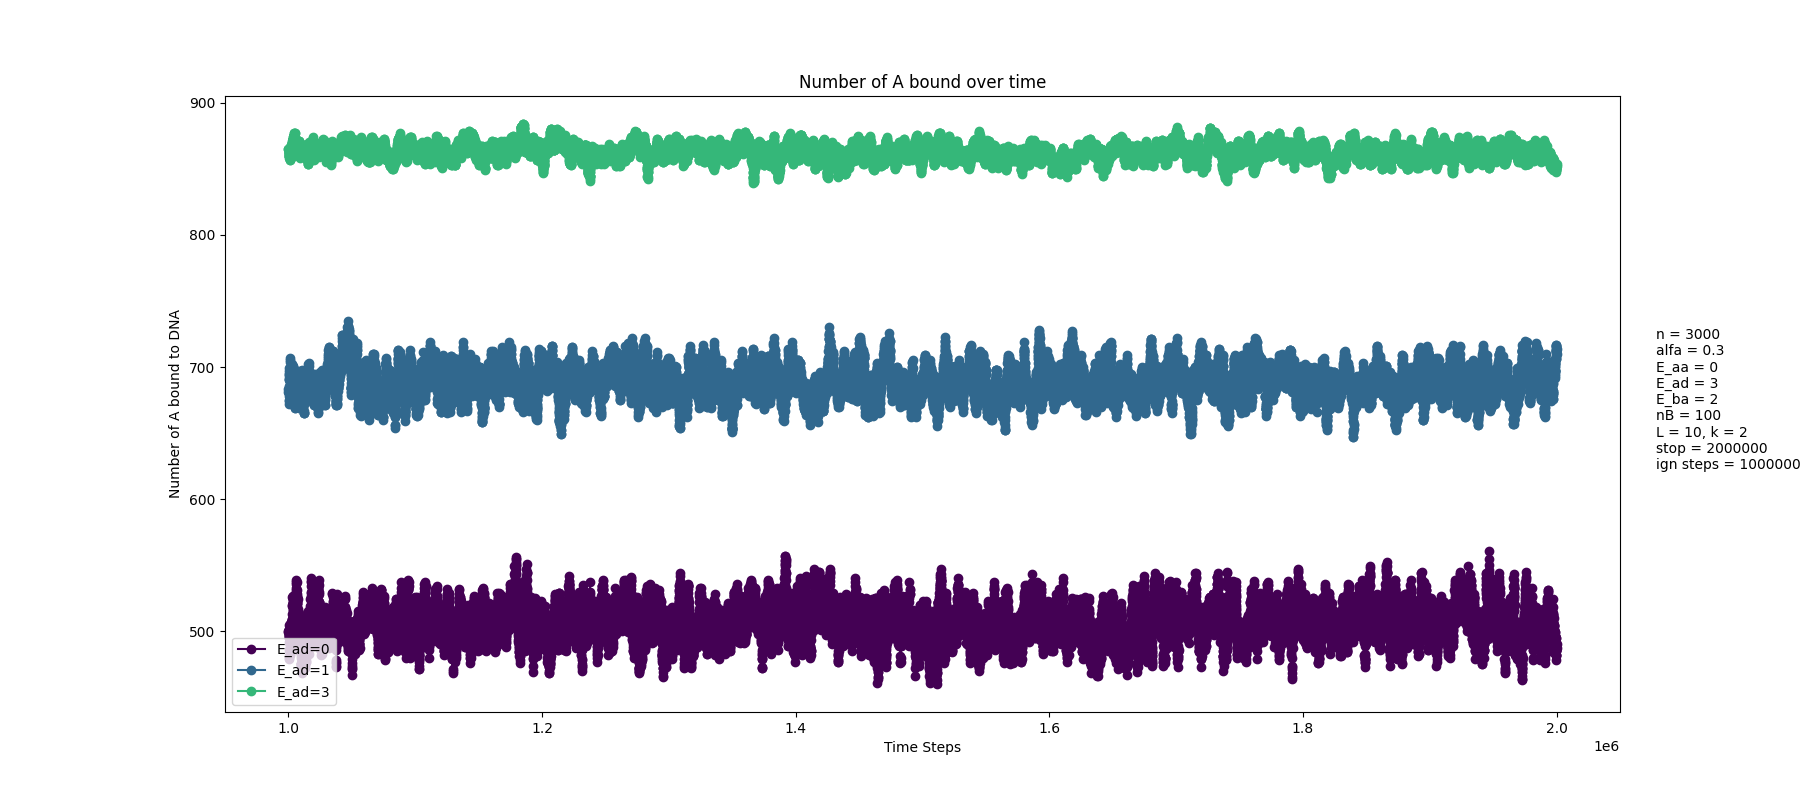 Number of A bound over time
Number of A bound to DNA
900
800
700
600
500
E_ad=0
E_ad=1
E_ad=3
1.0
1.2
1.4
1.6
1.8
2.0
1e6
Time Steps
n = 3000
alfa = 0.3
E_aa = 0
E_ad = 3
E_ba = 2
nB = 100
L = 10, k = 2
stop = 2000000
ign steps = 1000000